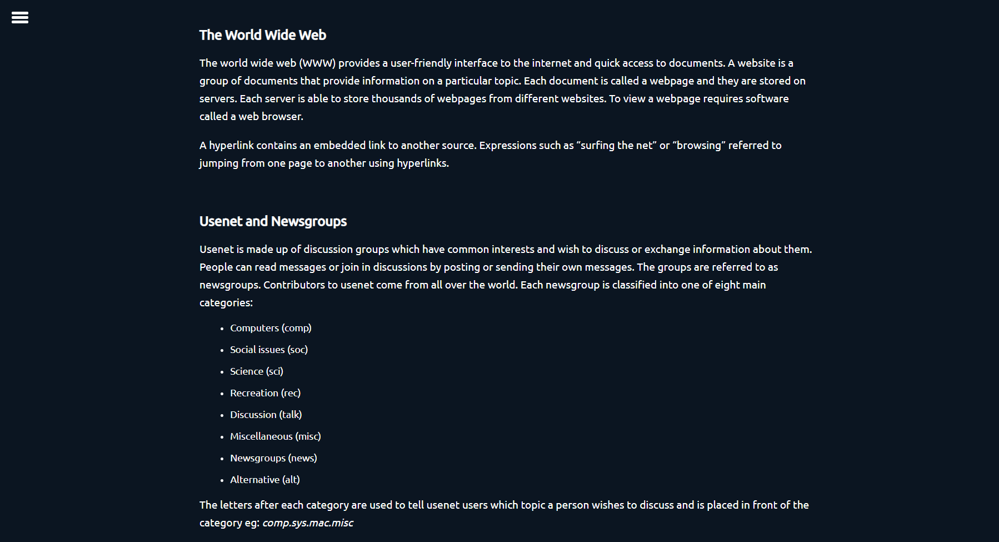 The World Wide Web
The world wide web (WWW) provides a user-friendly interface to the internet and quick access to documents. A website is a
group of documents that provide information on a particular topic. Each document is called a webpage and they are stored on
servers. Each server is able to store thousands of webpages from different websites. To view a webpage requires software
called a web browser.
A hyperlink contains an embedded link to another source. Expressions such as “surfing the net” or “browsing” referred to
jumping from one page to another using hyperlinks.
Usenet and Newsgroups
Usenet is made up of discussion groups which have common interests and wish to discuss or exchange information about them.
People can read messages or join in discussions by posting or sending their own messages. The groups are referred to as
newsgroups. Contributors to usenet come from all over the world. Each newsgroup is classified into one of eight main
categories:
• Computers (comp)
• Social issues (soc)
• Science (sci)
• Recreation (rec)
• Discussion (talk)
• Miscellaneous (misc)
• Newsgroups (news)
• Alternative (alt)
The letters after each category are used to tell usenet users which topic a person wishes to discuss and is placed in front of the
category eg: comp.sys.mac.misc